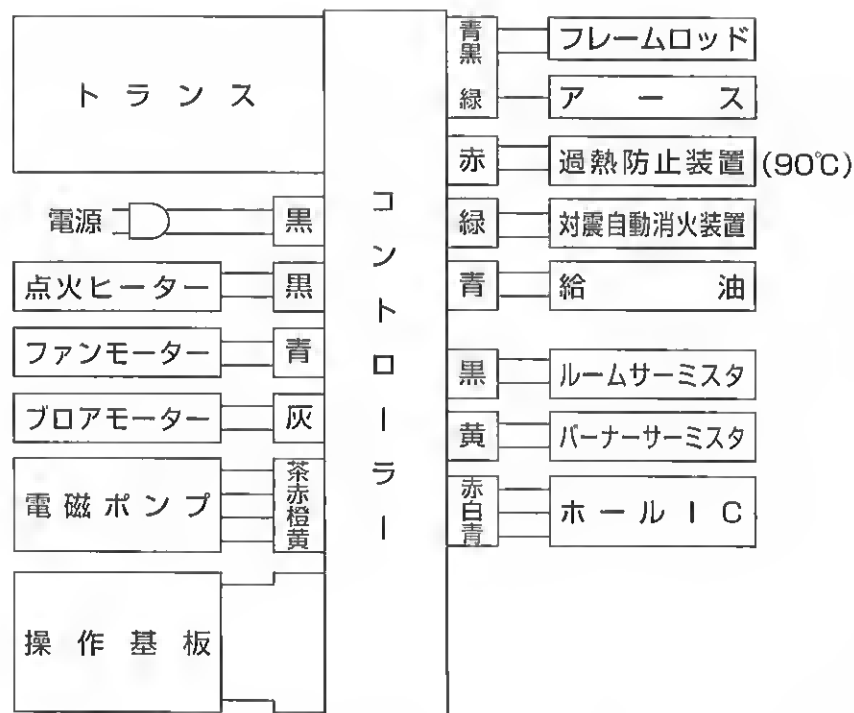 トランス
電源 黒
点火ヒーター 黒
ファンモーター 青
ブロアモーター 灰
電磁ポンプ 茶赤橙黄
操作基板
コントローラー
青黒 フレームロッド
緑 アース
赤 過熱防止装置 (90℃)
緑 対震自動消火装置
青 給油
黒 ルームサーミスタ
黄 バーナーサーミスタ
赤白青 ホールIC